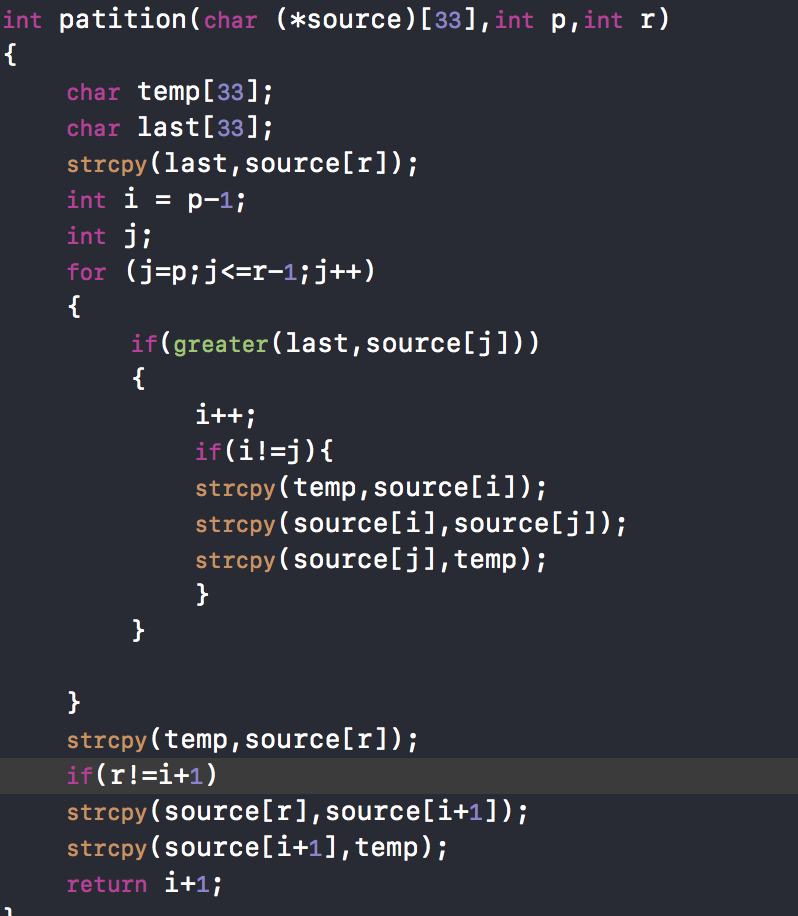 int patition(char (*source)[33],int p,int r)
{
    char temp[33];
    char last[33];
    strcpy(last,source[r]);
    int i = p-1;
    int j;
    for (j=p;j<=r-1;j++)
    {
        if(greater(last,source[j]))
        {
            i++;
            if(i!=j){
            strcpy(temp,source[i]);
            strcpy(source[i],source[j]);
            strcpy(source[j],temp);
            }
        }

    }
    strcpy(temp,source[r]);
    if(r!=i+1)
    strcpy(source[r],source[i+1]);
    strcpy(source[i+1],temp);
    return i+1;
}